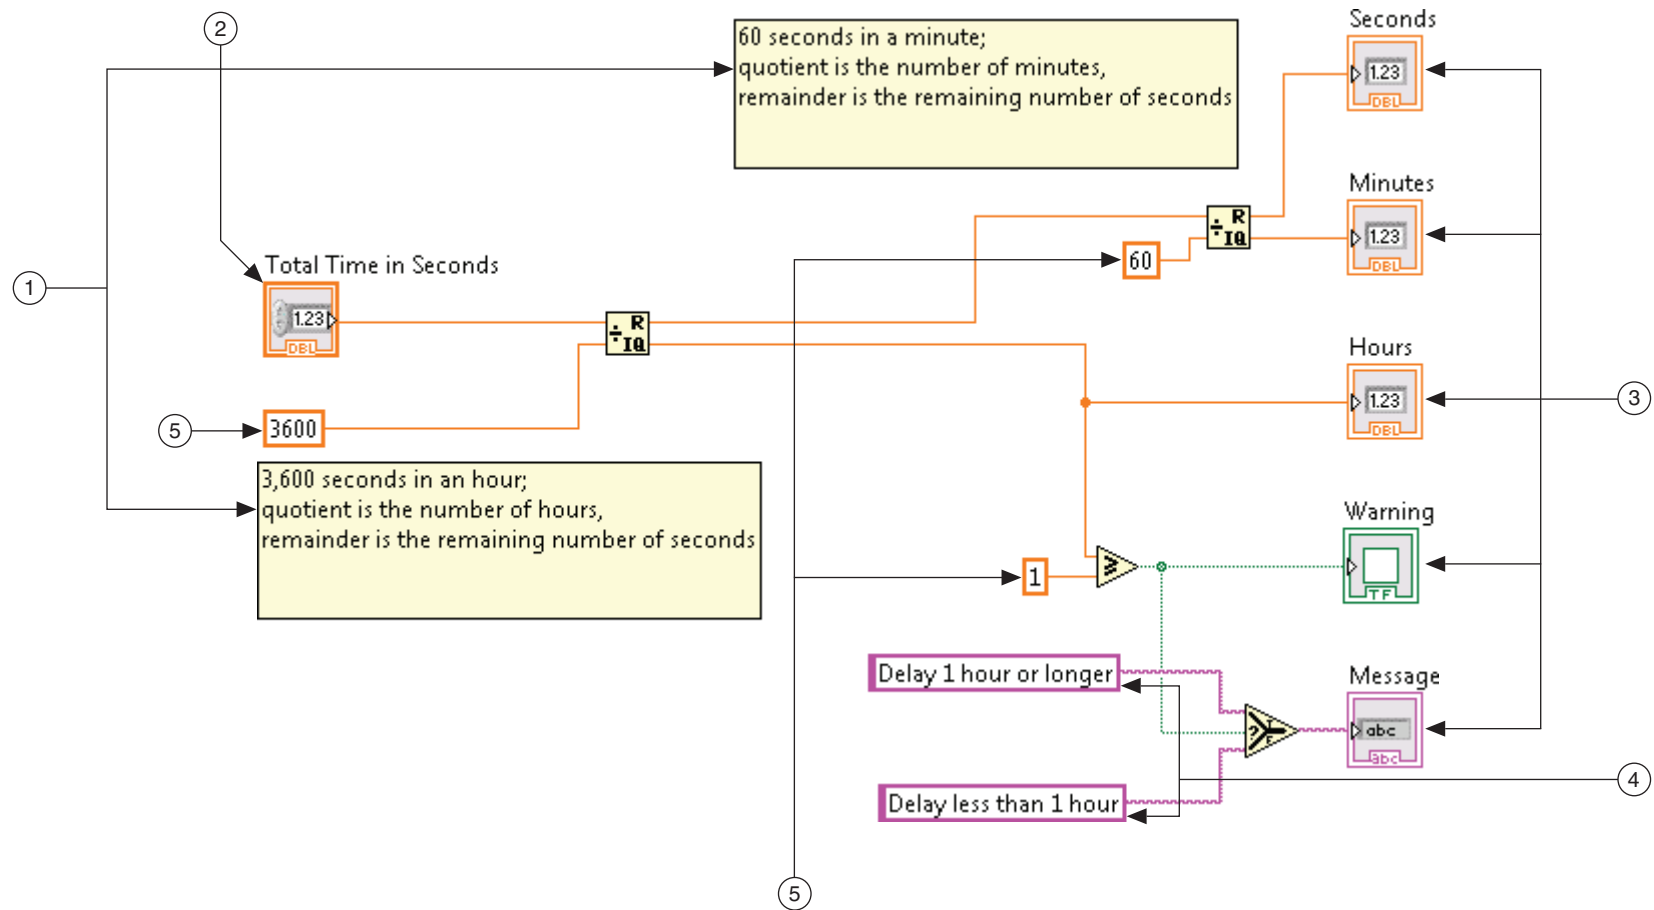 Seconds
2
60 seconds in a minute;
quotient is the number of minutes,
remainder is the remaining number of seconds
1.23
DBL
Minutes
R
÷
IQ
1.23
DBL
60
Total Time in Seconds
1
1.23
DBL
R
÷
IQ
Hours
1.23
DBL
3
5
3600
3,600 seconds in an hour;
quotient is the number of hours,
remainder is the remaining number of seconds
Warning
TF
1
≥
Delay 1 hour or longer
Message
abc
abc
?
T
F
4
Delay less than 1 hour
5